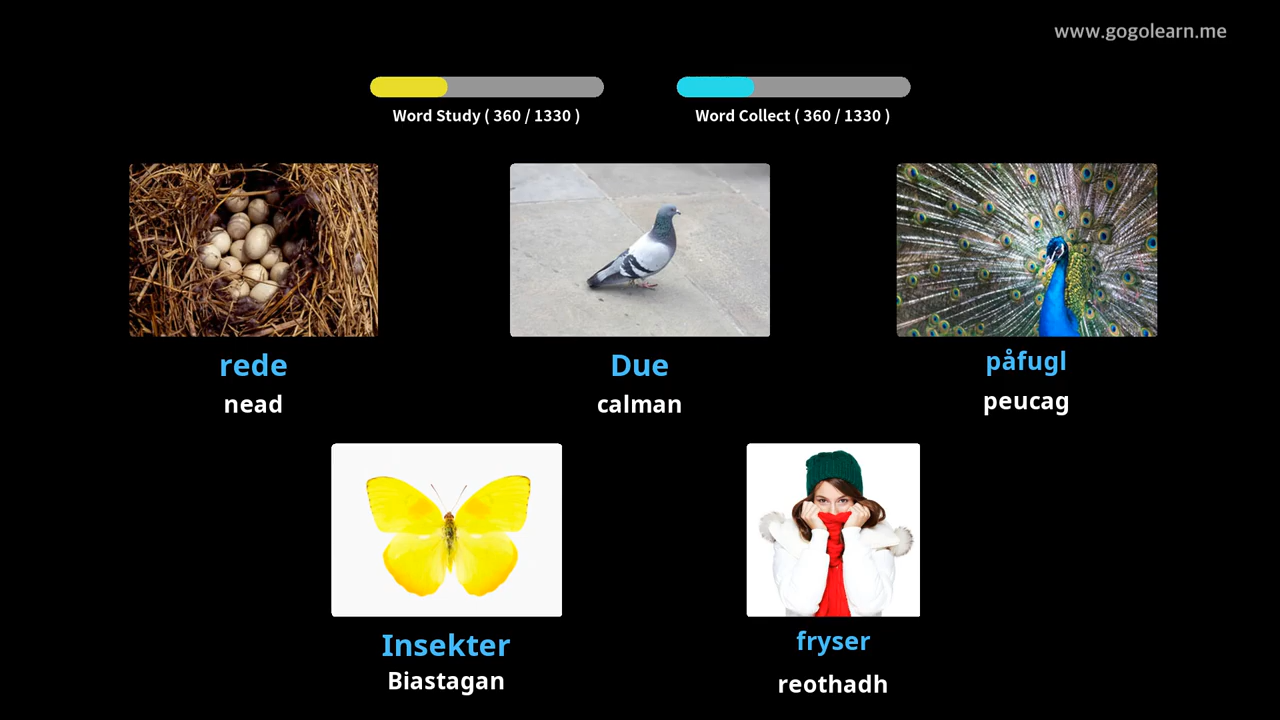 www.gogolearn.me
Word Study ( 360 / 1330 )
Word Collect ( 360 / 1330 )
rede
nead
Due
calman
påfugl
peucag
Insekter
Biastagan
fryser
reothadh